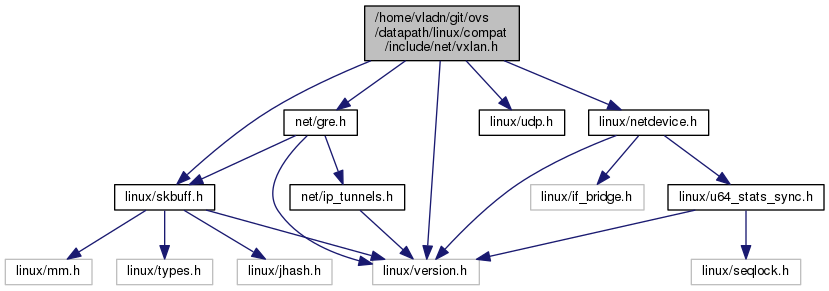 /home/vladn/git/ovs
/datapath/linux/compat
/include/net/vxlan.h
net/gre.h
linux/udp.h
linux/netdevice.h
linux/skbuff.h
net/ip_tunnels.h
linux/if_bridge.h
linux/u64_stats_sync.h
linux/mm.h
linux/types.h
linux/jhash.h
linux/version.h
linux/seqlock.h